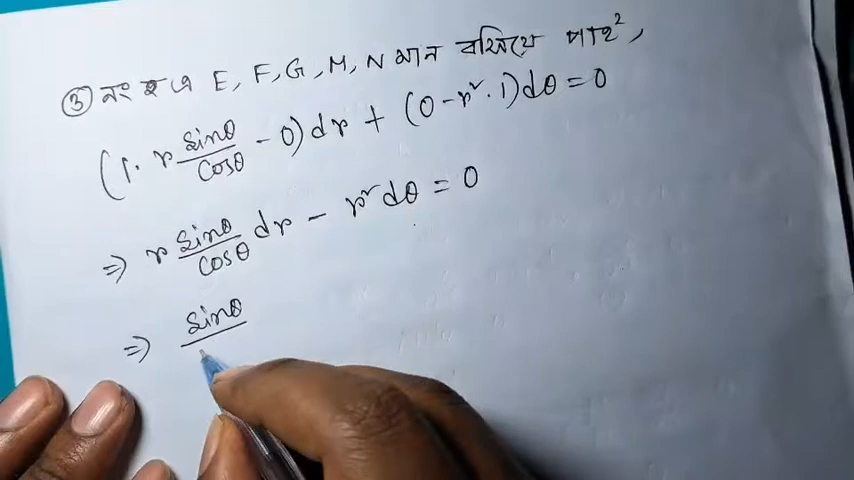 ③ নং এ E, F, G, M, N মান বসিয়ে পাই,
(1. r sinθ/cosθ - 0) dr + (0 - r². 1) dθ = 0
⇒ r sinθ/cosθ dr - r² dθ = 0
⇒ sinθ